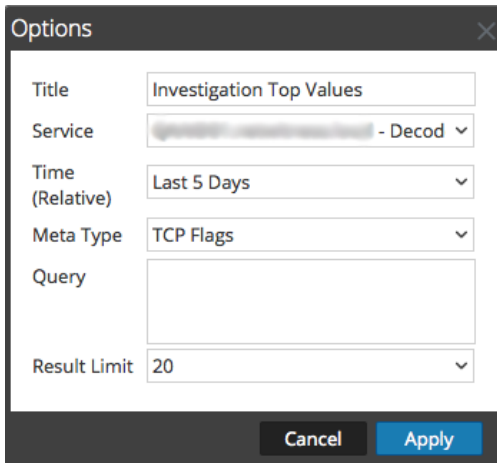 Options
Title Investigation Top Values
Service - Decod
Time
(Relative) Last 5 Days
Meta Type TCP Flags
Query
Result Limit 20
Cancel Apply